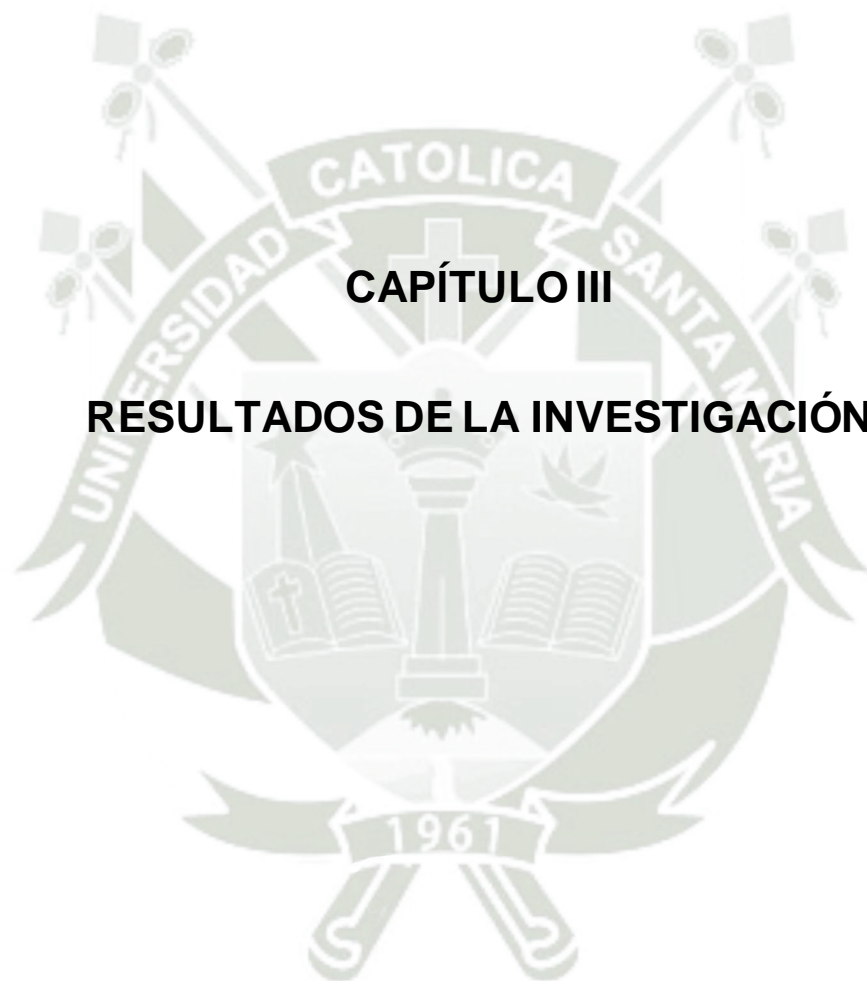 CATOLICA
UNIVERSIDAD
SANTA MARIA
CAPÍTULO III
RESULTADOS DE LA INVESTIGACIÓN
1961